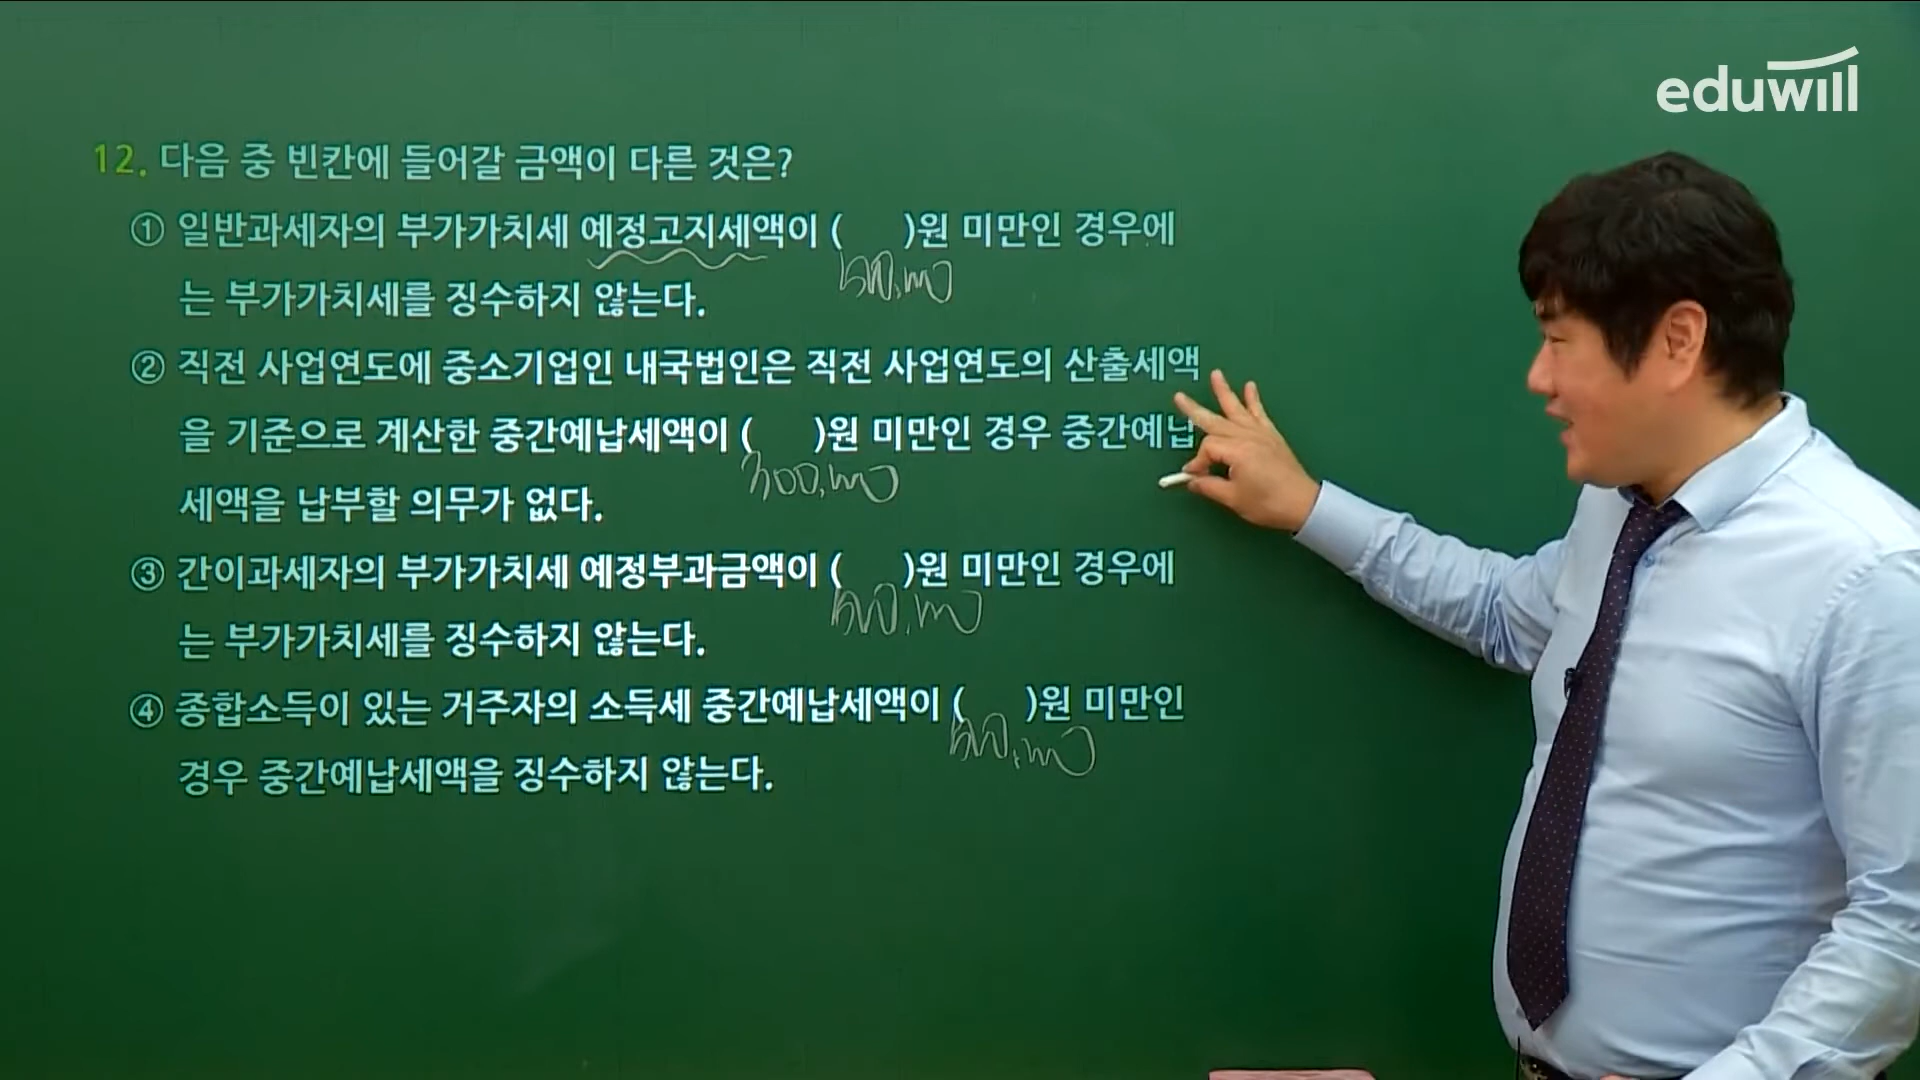 eduwill
12. 다음 중 빈칸에 들어갈 금액이 다른 것은?
① 일반과세자의 부가가치세 예정고지세액이 ( )원 미만인 경우에
500,000
는 부가가치세를 징수하지 않는다.
② 직전 사업연도에 중소기업인 내국법인은 직전 사업연도의 산출세액
을 기준으로 계산한 중간예납세액이 ( )원 미만인 경우 중간예납
300,000
세액을 납부할 의무가 없다.
③ 간이과세자의 부가가치세 예정부과금액이 ( )원 미만인 경우에
500,000
는 부가가치세를 징수하지 않는다.
④ 종합소득이 있는 거주자의 소득세 중간예납세액이 ( )원 미만인
500,000
경우 중간예납세액을 징수하지 않는다.